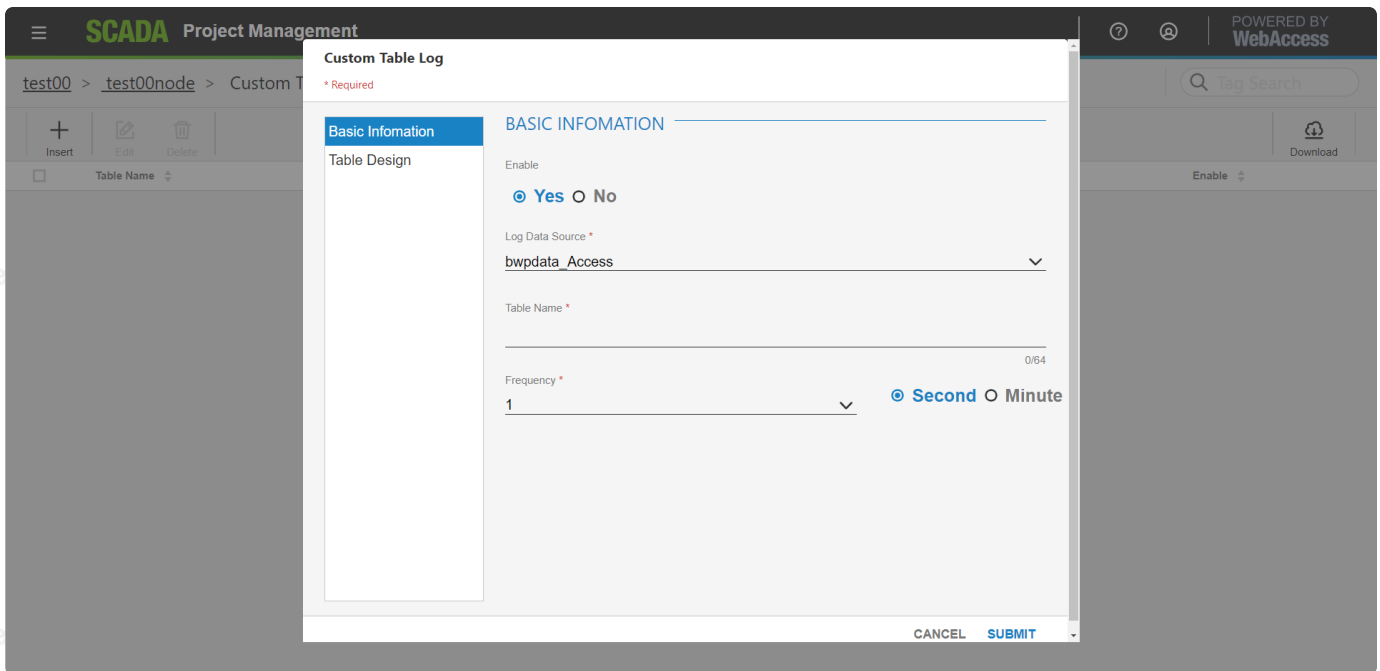 SCADA Project Management
POWERED BY
WebAccess
test00 > test00node > Custom T
Tag Search
Insert
Edit
Delete
Download
Table Name
Enable
Custom Table Log
* Required
Basic Infomation
Table Design
BASIC INFOMATION
Enable
Yes No
Log Data Source *
bwpdata_Access
Table Name *
0/64
Frequency *
1
Second Minute
CANCEL SUBMIT